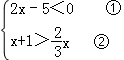 2x-5<0 ①
x+1>2/3x ②